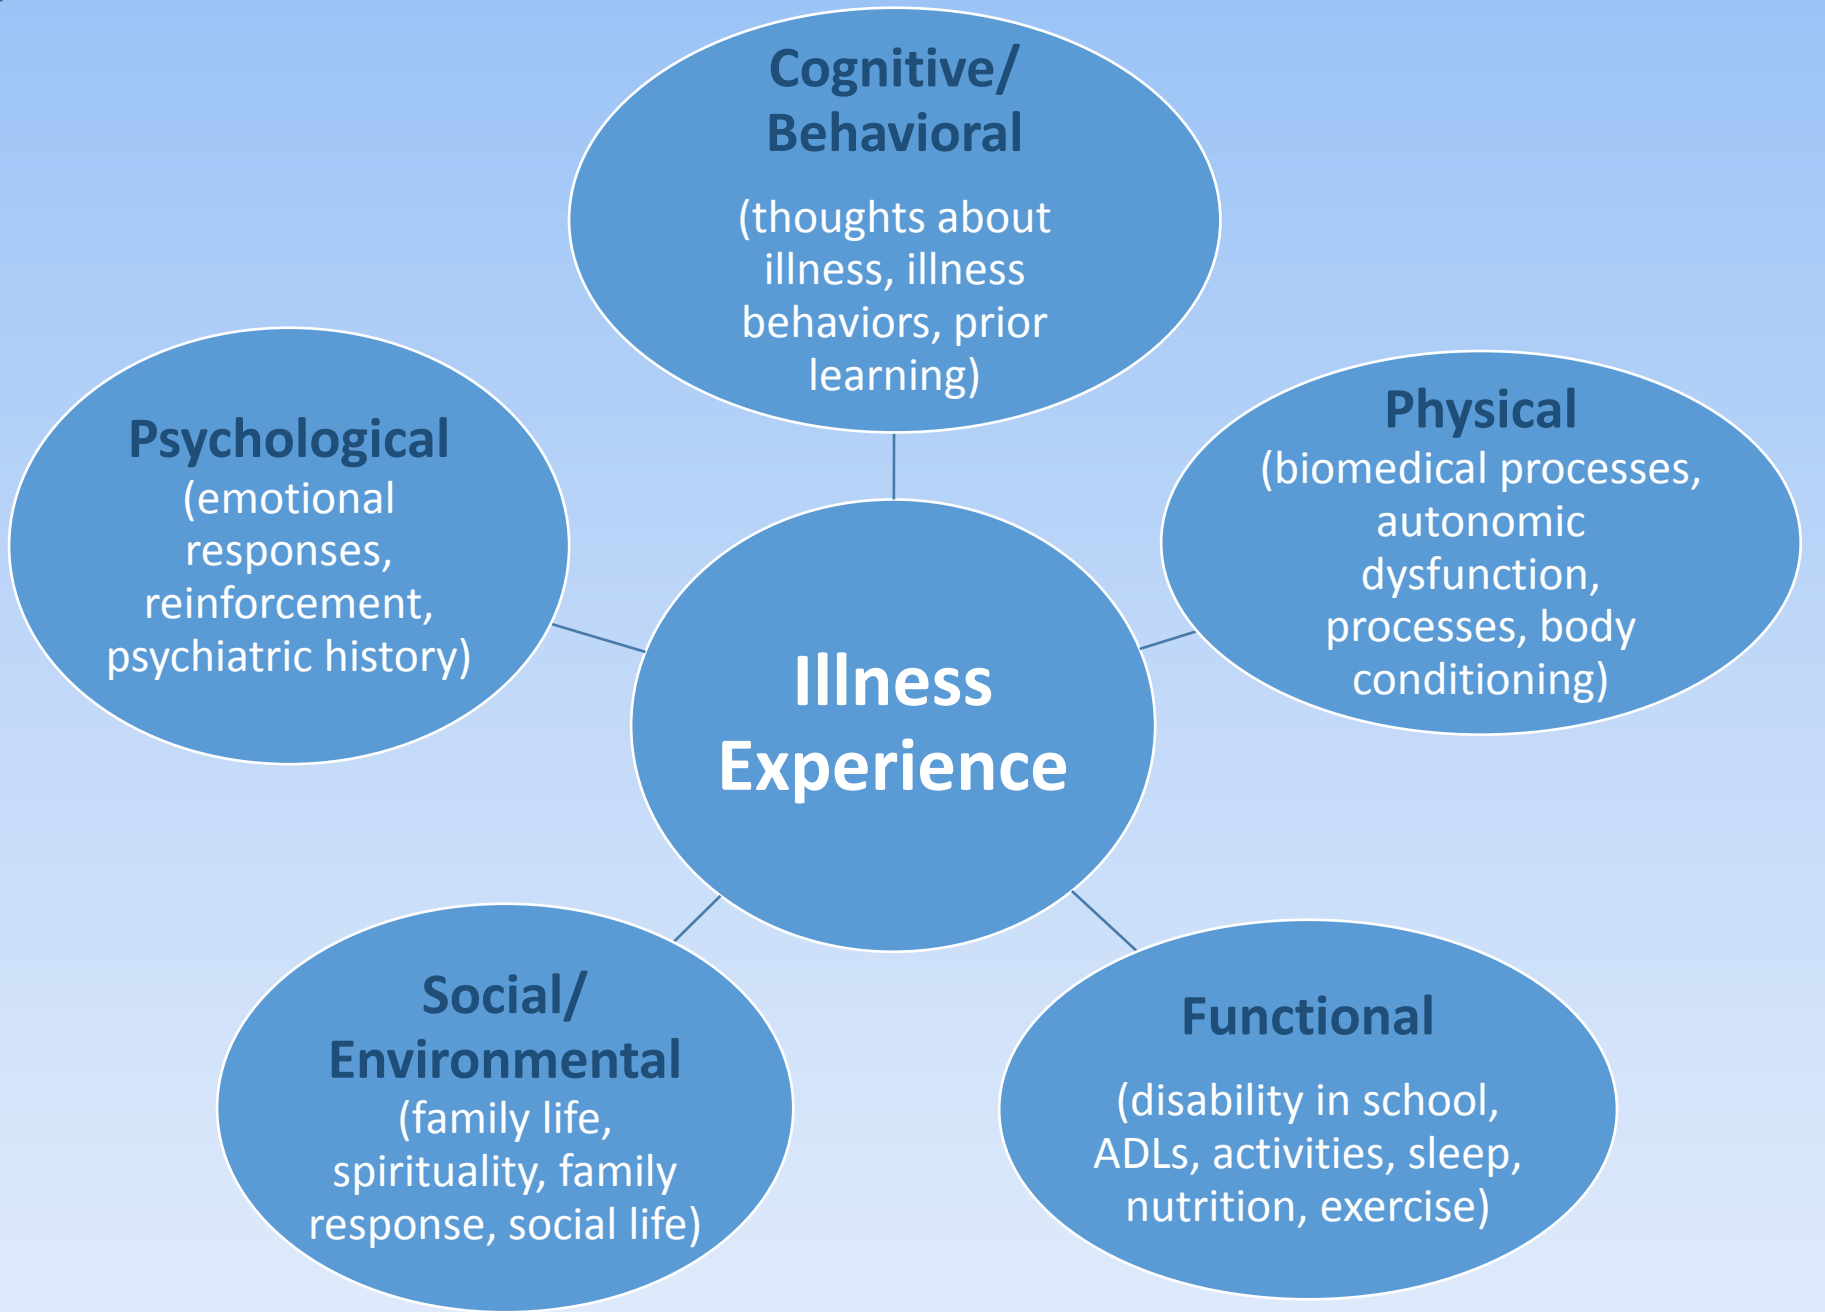 Cognitive/
Behavioral
(thoughts about
illness, illness
behaviors, prior
learning)
Psychological
(emotional
responses,
reinforcement,
psychiatric history)
Physical
(biomedical processes,
autonomic
dysfunction,
processes, body
conditioning)
Illness
Experience
Social/
Environmental
(family life,
spirituality, family
response, social life)
Functional
(disability in school,
ADLs, activities, sleep,
nutrition, exercise)